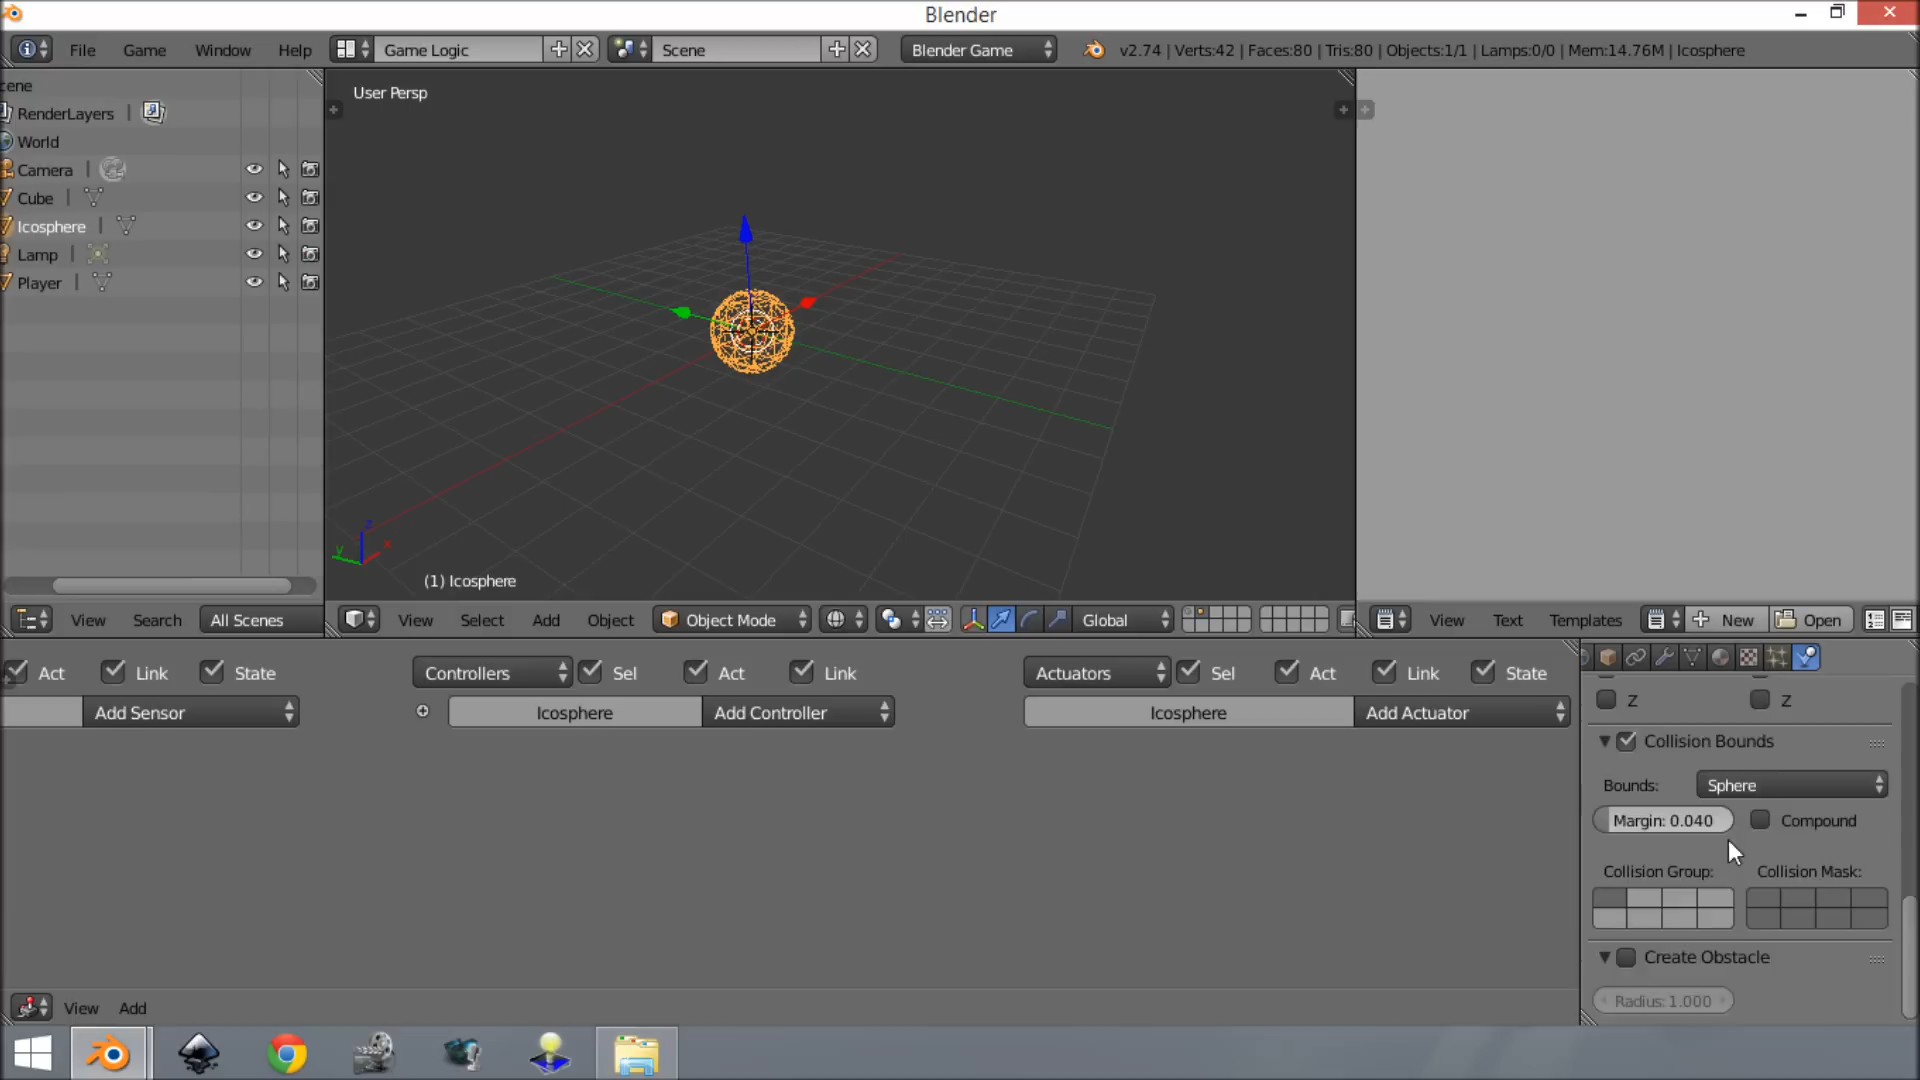 Blender
File Game Window Help Game Logic Scene Blender Game v2.74 | Verts:42 | Faces:80 | Tris:80 | Objects:1/1 | Lamps:0/0 | Mem:14.76M | Icosphere
cene
RenderLayers
World
Camera
Cube
Icosphere
Lamp
Player
User Persp
z
y x
(1) Icosphere
View Search All Scenes
View Select Add Object Object Mode Global
View Text Templates New Open
Act Link State Controllers Sel Act Link Actuators Sel Act Link State
Add Sensor Icosphere Add Controller Icosphere Add Actuator
Z Z
Collision Bounds
Bounds: Sphere
Margin: 0.040 Compound
Collision Group: Collision Mask:
Create Obstacle
Radius: 1.000
View Add